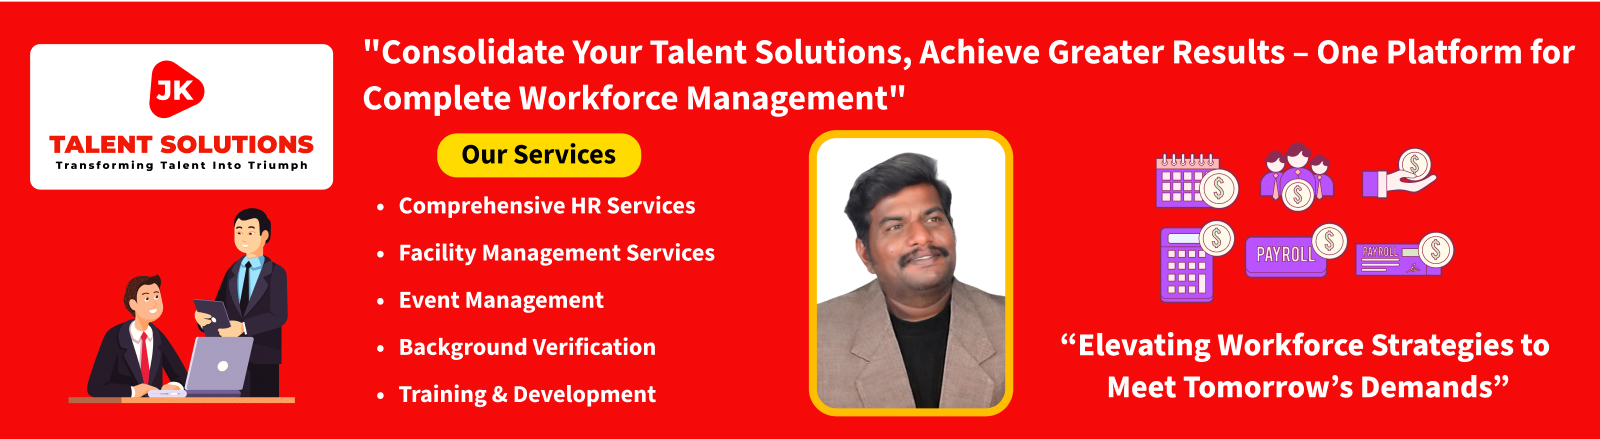 JK
TALENT SOLUTIONS
Transforming Talent Into Triumph
"Consolidate Your Talent Solutions, Achieve Greater Results – One Platform for
Complete Workforce Management"
Our Services
• Comprehensive HR Services
• Facility Management Services
• Event Management
• Background Verification
• Training & Development
$
$
$
$
PAYROLL $
PAYROLL $
“Elevating Workforce Strategies to
Meet Tomorrow’s Demands”